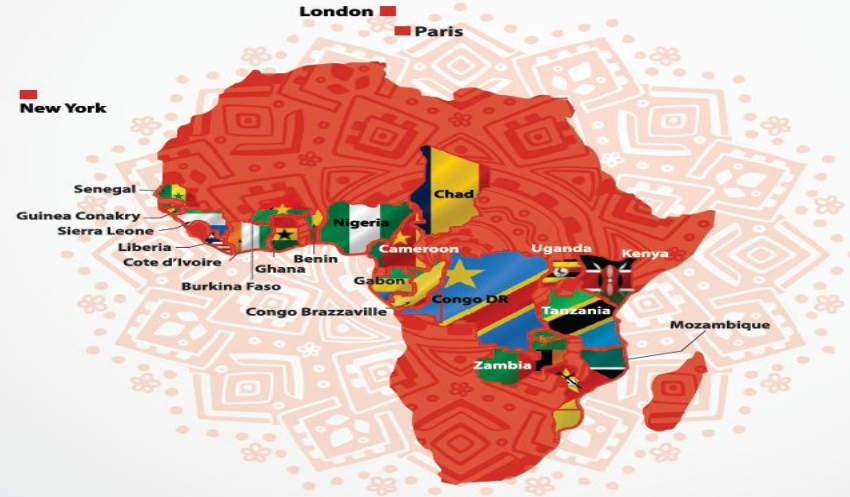 London
Paris
New York
Senegal
Chad
Guinea Conakry
Nigeria
Sierra Leone
Liberia
Cameroon
Uganda
Kenya
Benin
Cote d’Ivoire
Ghana
Burkina Faso
Gabon
Congo DR
Congo Brazzaville
Tanzania
Mozambique
Zambia